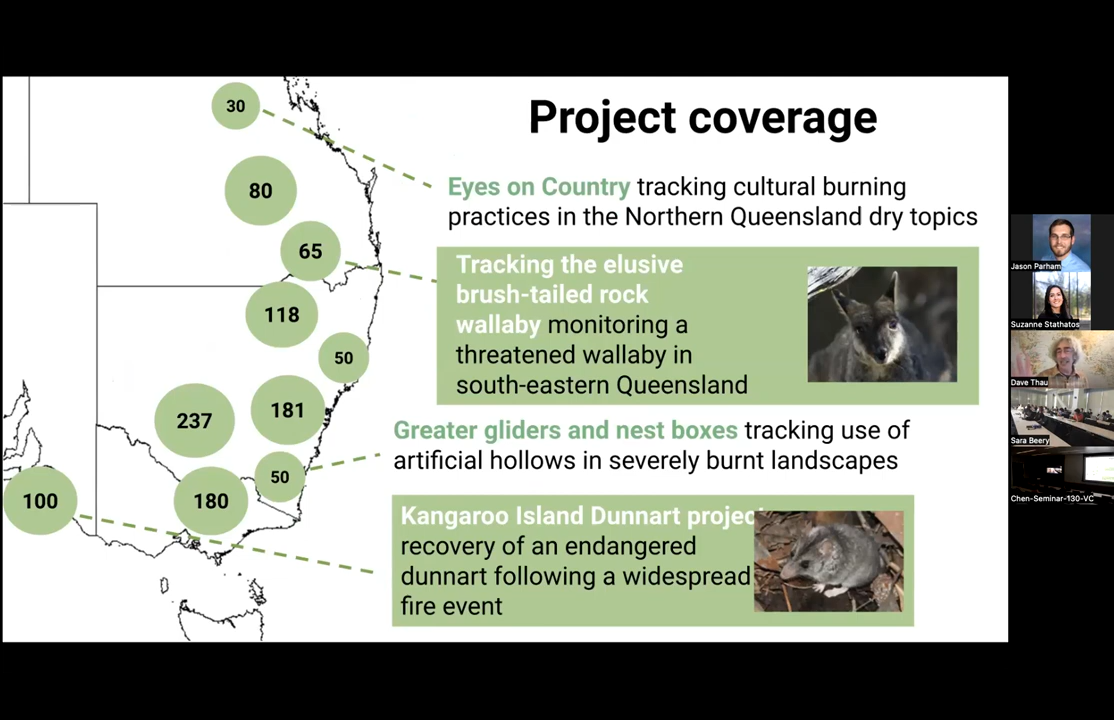 Project coverage
30
80
65
118
50
237
181
50
100
180
Eyes on Country tracking cultural burning
practices in the Northern Queensland dry topics
Tracking the elusive
brush-tailed rock
wallaby monitoring a
threatened wallaby in
south-eastern Queensland
Greater gliders and nest boxes tracking use of
artificial hollows in severely burnt landscapes
Kangaroo Island Dunnart project
recovery of an endangered
dunnart following a widespread
fire event
Jason Parham
Suzanne Stathatos
Dave Thau
Sara Beery
Chen-Seminar-130-VC